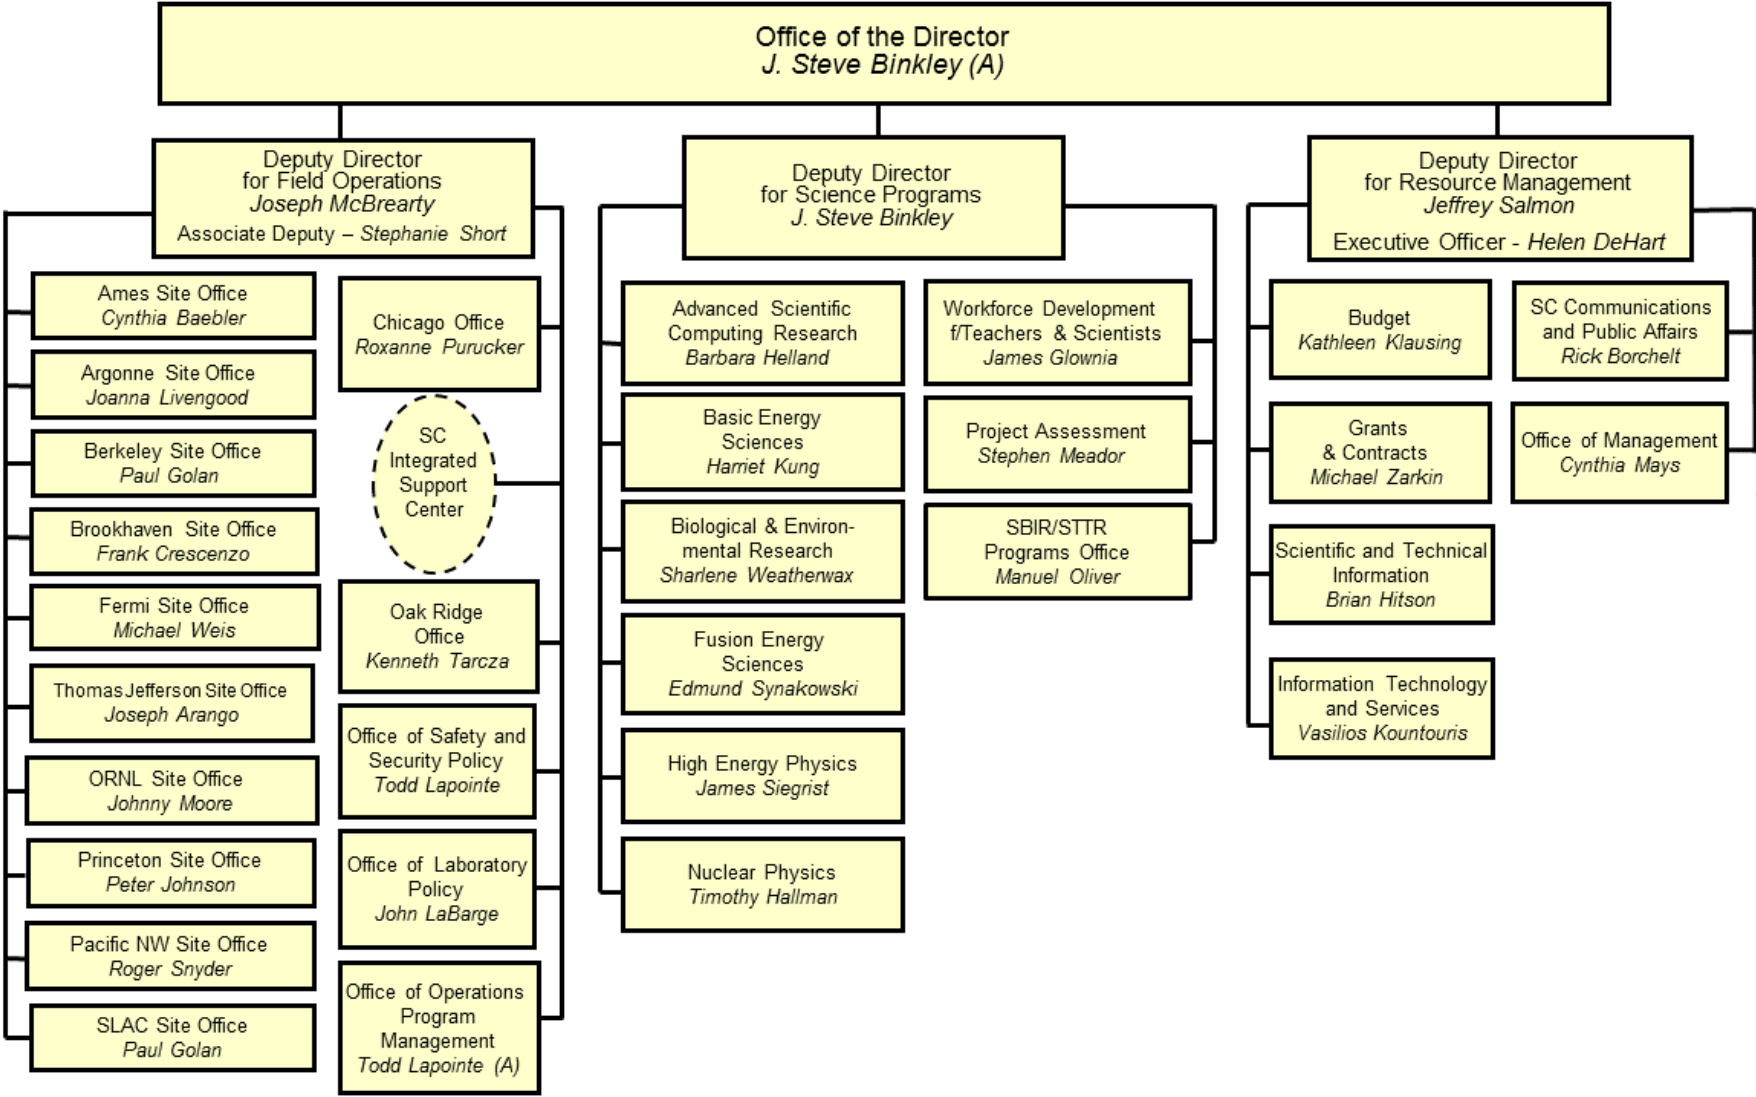 Office of the Director
J. Steve Binkley (A)
Deputy Director
for Field Operations
Joseph McBrearty
Associate Deputy – Stephanie Short
Ames Site Office
Cynthia Baebler
Argonne Site Office
Joanna Livengood
Berkeley Site Office
Paul Golan
Brookhaven Site Office
Frank Crescenzo
Fermi Site Office
Michael Weis
Thomas Jefferson Site Office
Joseph Arango
ORNL Site Office
Johnny Moore
Princeton Site Office
Peter Johnson
Pacific NW Site Office
Roger Snyder
SLAC Site Office
Paul Golan
Chicago Office
Roxanne Purucker
SC
Integrated
Support
Center
Oak Ridge
Office
Kenneth Tarcza
Office of Safety and
Security Policy
Todd Lapointe
Office of Laboratory
Policy
John LaBarge
Office of Operations
Program
Management
Todd Lapointe (A)
Deputy Director
for Science Programs
J. Steve Binkley
Advanced Scientific
Computing Research
Barbara Helland
Basic Energy
Sciences
Harriet Kung
Biological & Environ-
mental Research
Sharlene Weatherwax
Fusion Energy
Sciences
Edmund Synakowski
High Energy Physics
James Siegrist
Nuclear Physics
Timothy Hallman
Workforce Development
f/Teachers & Scientists
James Glownia
Project Assessment
Stephen Meador
SBIR/STTR
Programs Office
Manuel Oliver
Deputy Director
for Resource Management
Jeffrey Salmon
Executive Officer - Helen DeHart
Budget
Kathleen Klausing
Grants
& Contracts
Michael Zarkin
Scientific and Technical
Information
Brian Hitson
Information Technology
and Services
Vasilios Kountouris
SC Communications
and Public Affairs
Rick Borchelt
Office of Management
Cynthia Mays